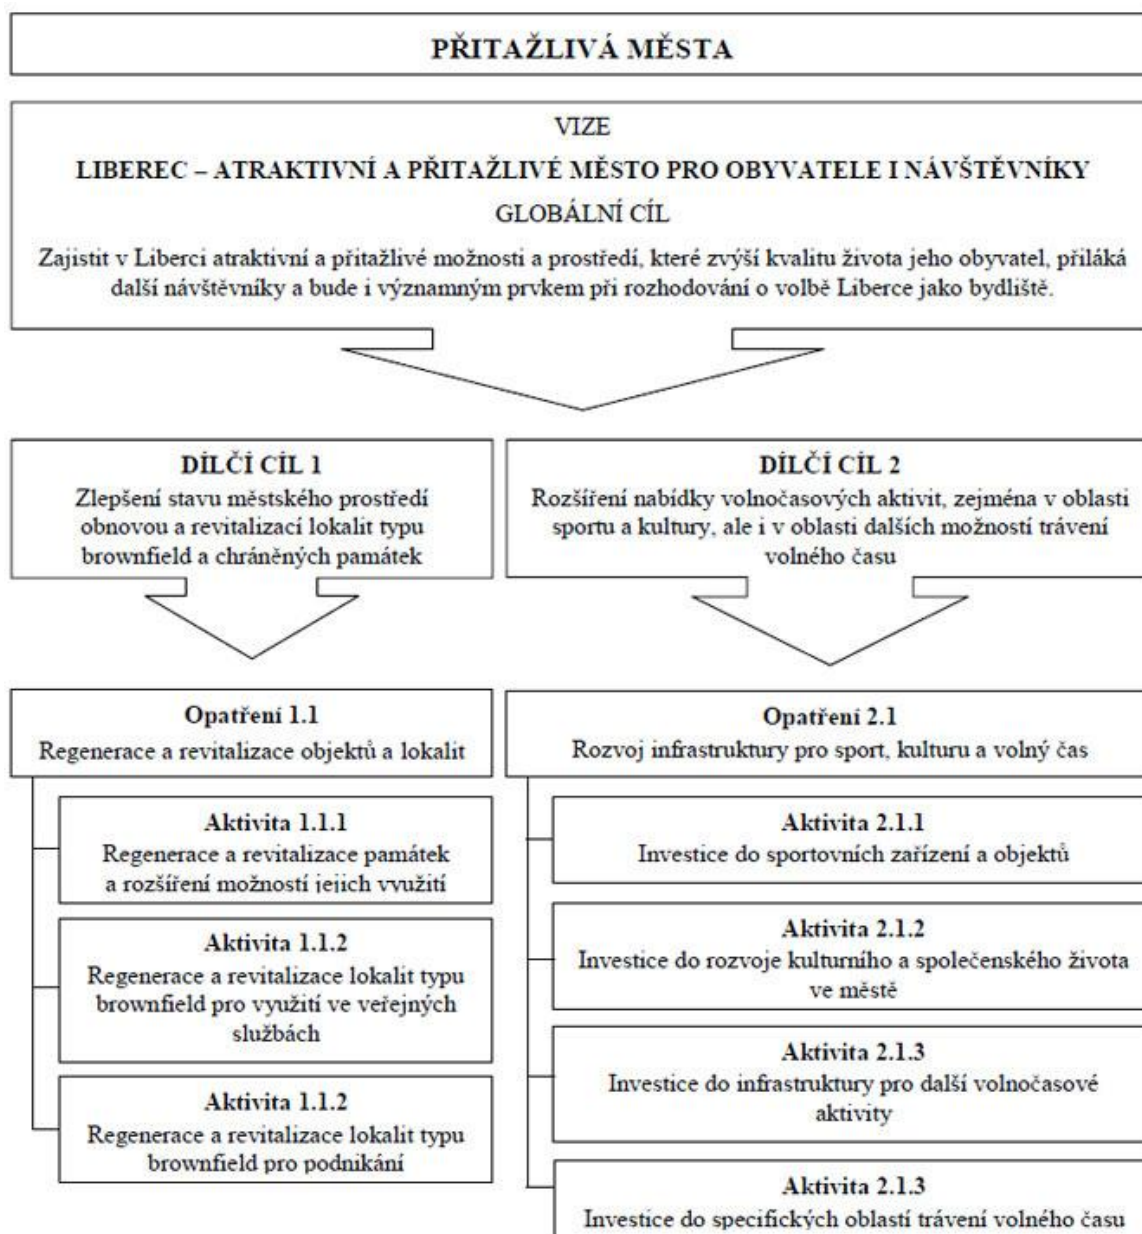 PŘITAŽLIVÁ MĚSTA
VIZE
LIBEREC – ATRAKTIVNÍ A PŘITAŽLIVÉ MĚSTO PRO OBYVATELE I NÁVŠTĚVNÍKY
GLOBÁLNÍ CÍL
Zajistit v Liberci atraktivní a přitažlivé možnosti a prostředí, které zvýší kvalitu života jeho obyvatel, přiláká
další návštěvníky a bude i významným prvkem při rozhodování o volbě Liberce jako bydliště.
DÍLČÍ CÍL 1
Zlepšení stavu městského prostředí
obnovou a revitalizací lokalit typu
brownfield a chráněných památek
DÍLČÍ CÍL 2
Rozšíření nabídky volnočasových aktivit, zejména v oblasti
sportu a kultury, ale i v oblasti dalších možností trávení
volného času
Opatření 1.1
Regenerace a revitalizace objektů a lokalit
Aktivita 1.1.1
Regenerace a revitalizace památek
a rozšíření možností jejich využití
Aktivita 1.1.2
Regenerace a revitalizace lokalit typu
brownfield pro využití ve veřejných
službách
Aktivita 1.1.2
Regenerace a revitalizace lokalit typu
brownfield pro podnikání
Opatření 2.1
Rozvoj infrastruktury pro sport, kulturu a volný čas
Aktivita 2.1.1
Investice do sportovních zařízení a objektů
Aktivita 2.1.2
Investice do rozvoje kulturního a společenského života
ve městě
Aktivita 2.1.3
Investice do infrastruktury pro další volnočasové
aktivity
Aktivita 2.1.3
Investice do specifických oblastí trávení volného času